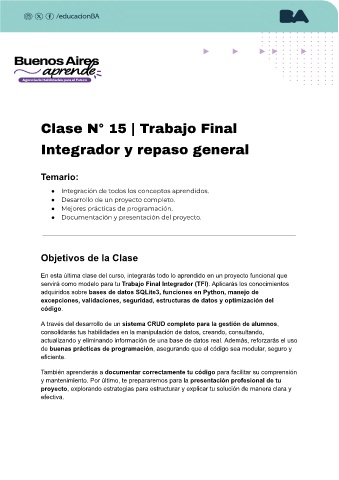 /educacionBA
BA
Buenos Aires
aprende
Agencia de Habilidades para el Futuro
Clase N° 15 | Trabajo Final
Integrador y repaso general
Temario:
● Integración de todos los conceptos aprendidos.
● Desarrollo de un proyecto completo.
● Mejores prácticas de programación.
● Documentación y presentación del proyecto.
Objetivos de la Clase
En esta última clase del curso, integrarás todo lo aprendido en un proyecto funcional que
servirá como modelo para tu Trabajo Final Integrador (TFI). Aplicarás los conocimientos
adquiridos sobre bases de datos SQLite3, funciones en Python, manejo de
excepciones, validaciones, seguridad, estructuras de datos y optimización del
código.
A través del desarrollo de un sistema CRUD completo para la gestión de alumnos,
consolidarás tus habilidades en la manipulación de datos, creando, consultando,
actualizando y eliminando información de una base de datos real. Además, reforzarás el uso
de buenas prácticas de programación, asegurando que el código sea modular, seguro y
eficiente.
También aprenderás a documentar correctamente tu código para facilitar su comprensión
y mantenimiento. Por último, te prepararemos para la presentación profesional de tu
proyecto, explorando estrategias para estructurar y explicar tu solución de manera clara y
efectiva.